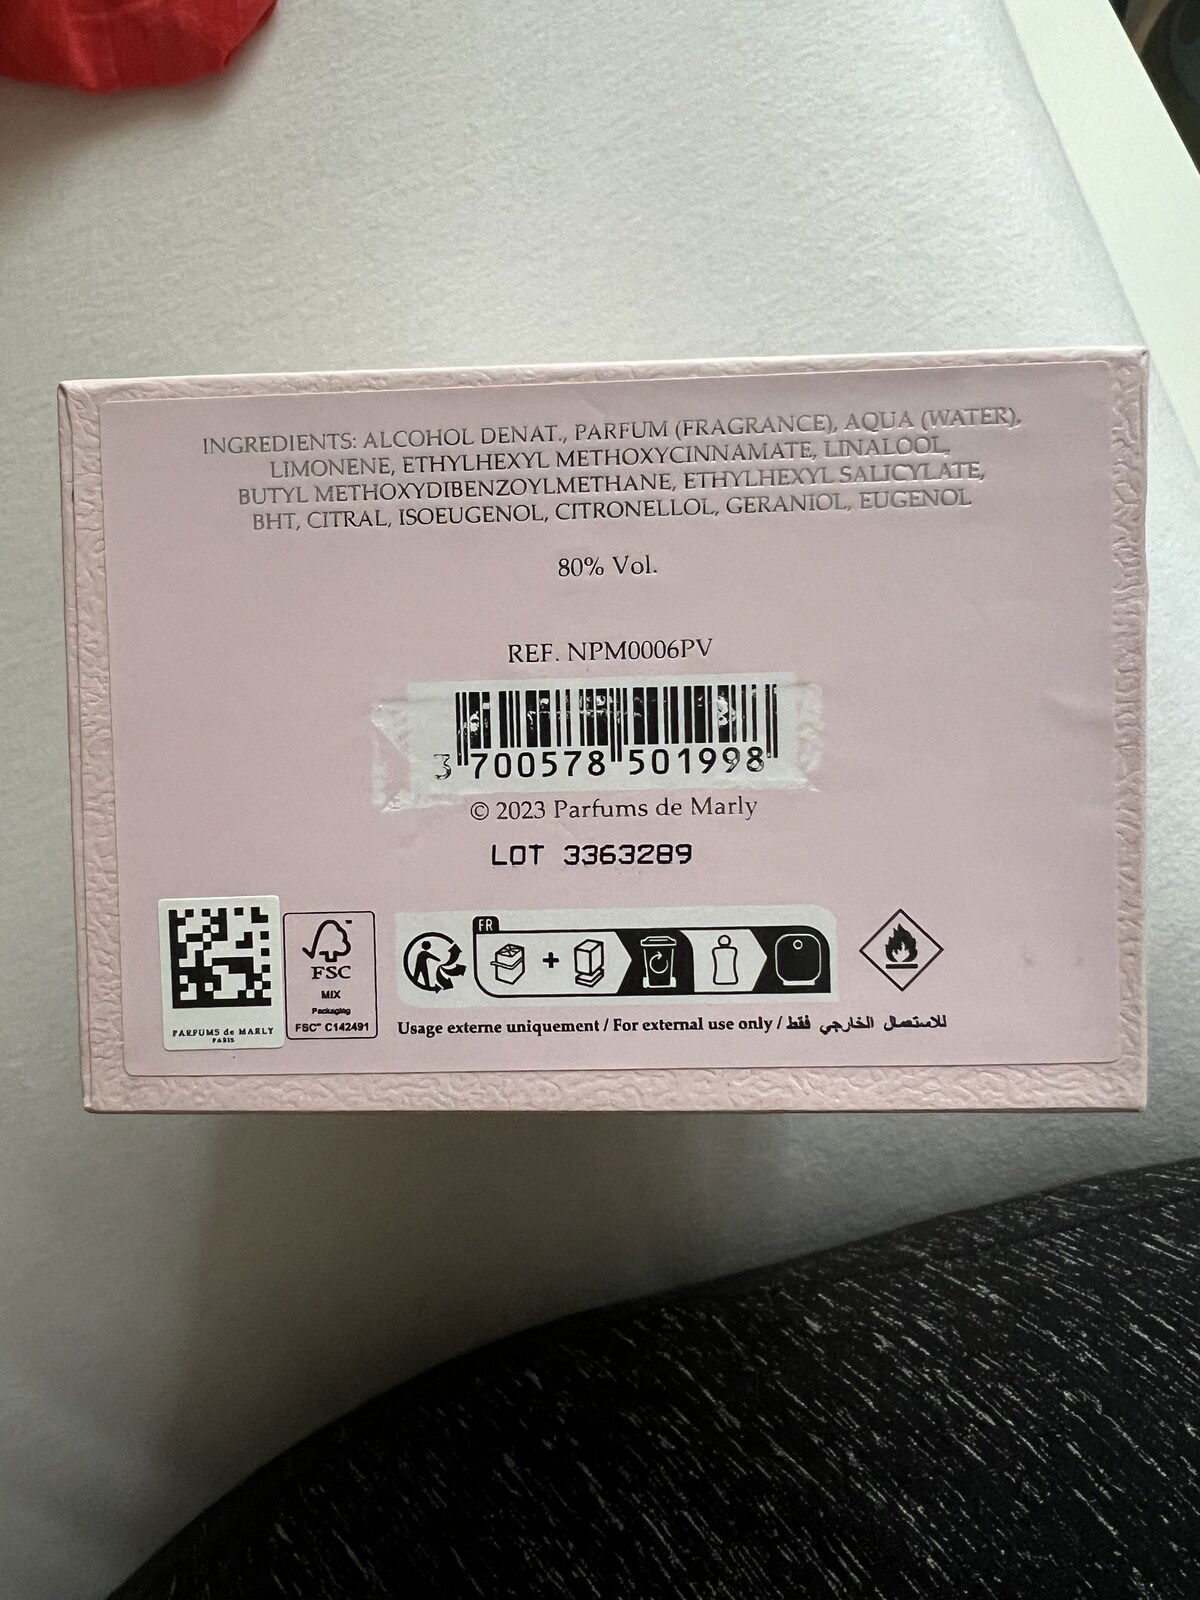 INGREDIENTS: ALCOHOL DENAT., PARFUM (FRAGRANCE), AQUA (WATER),
LIMONENE, ETHYLHEXYL METHOXYCINNAMATE, LINALOOL,
BUTYL METHOXYDIBENZOYLMETHANE, ETHYLHEXYL SALICYLATE,
BHT, CITRAL, ISOEUGENOL, CITRONELLOL, GERANIOL, EUGENOL
80% Vol.
REF. NPM0006PV
3 700578 501998
© 2023 Parfums de Marly
LOT 3363289
FR
FSC
MIX
Packaging
FSC™ C142491
PARFUMS de MARLY
PARIS
Usage externe uniquement / For external use only / للاستعمال الخارجي فقط